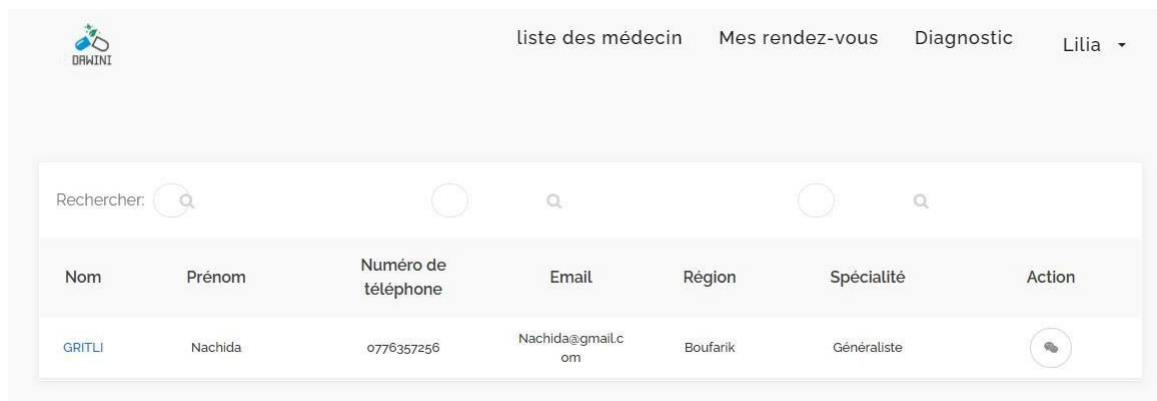 DAWINI
liste des médecin Mes rendez-vous Diagnostic Lilia
Rechercher:
Nom Prénom Numéro de téléphone Email Région Spécialité Action
GRITLI Nachida 0776357256 Nachida@gmail.com Boufarik Généraliste